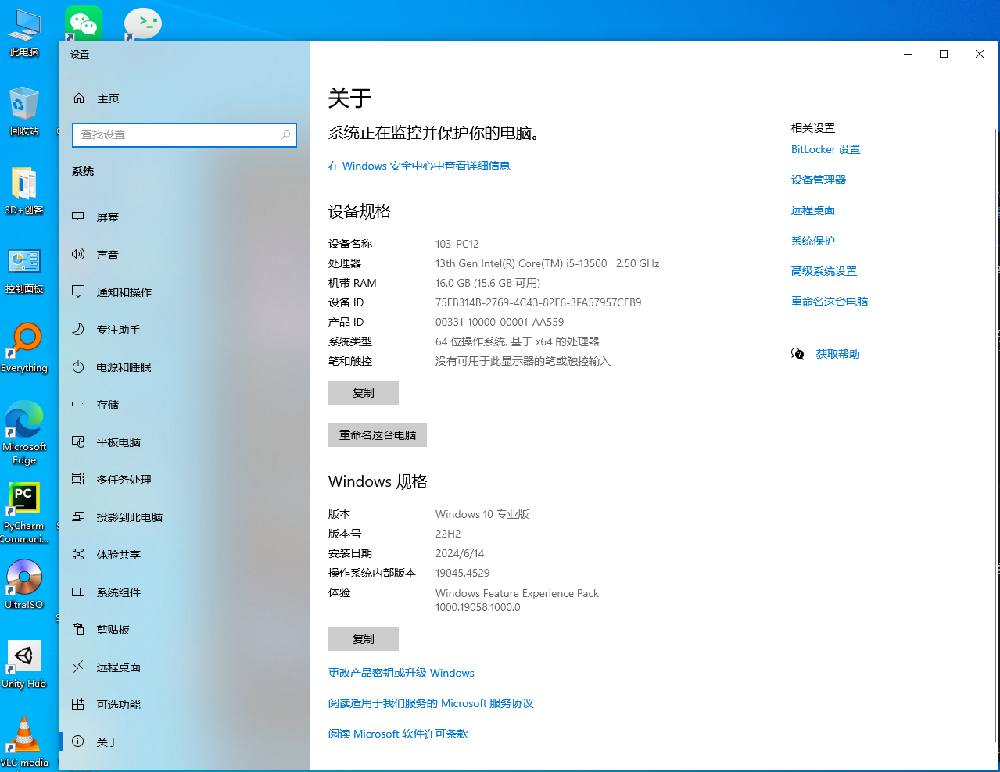 此电脑
回收站
3D+创客
控制面板
Everything
Microsoft
Edge
PyCharm
Communi...
UltraISO
Unity Hub
VLC media
设置
主页
查找设置
系统
屏幕
声音
通知和操作
专注助手
电源和睡眠
存储
平板电脑
多任务处理
投影到此电脑
体验共享
系统组件
剪贴板
远程桌面
可选功能
关于
关于
系统正在监控并保护你的电脑。
在 Windows 安全中心中查看详细信息
设备规格
设备名称 103-PC12
处理器 13th Gen Intel(R) Core(TM) i5-13500 2.50 GHz
机带 RAM 16.0 GB (15.6 GB 可用)
设备 ID 75EB314B-2769-4C43-82E6-3FA57957CEB9
产品 ID 00331-10000-00001-AA559
系统类型 64 位操作系统, 基于 x64 的处理器
笔和触控 没有可用于此显示器的笔或触控输入
复制
重命名这台电脑
Windows 规格
版本 Windows 10 专业版
版本号 22H2
安装日期 2024/6/14
操作系统内部版本 19045.4529
体验 Windows Feature Experience Pack
1000.19058.1000.0
复制
更改产品密钥或升级 Windows
阅读适用于我们服务的 Microsoft 服务协议
阅读 Microsoft 软件许可条款
相关设置
BitLocker 设置
设备管理器
远程桌面
系统保护
高级系统设置
重命名这台电脑
获取帮助